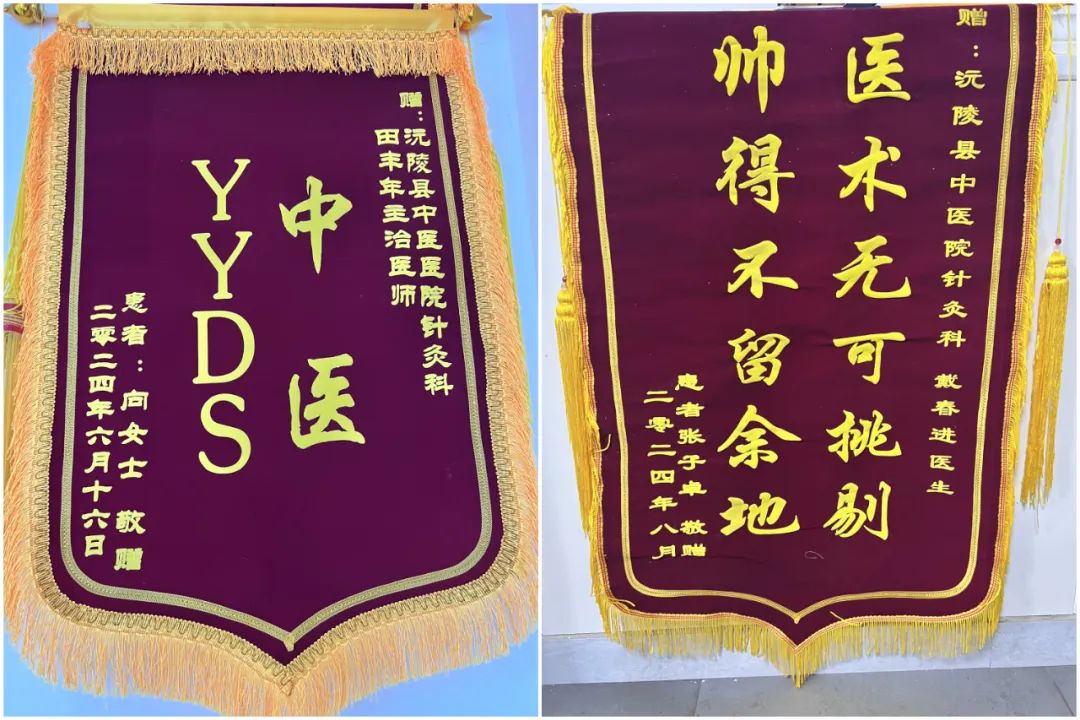 赠：沅陵县中医医院针灸科
田丰年主治医师
中医
YYDS
患者：向女士 敬赠
二零二四年六月十六日
赠：沅陵县中医院针灸科 戴春进医生
医术无可挑剔
帅得不留余地
患者张子卓 敬赠
二零二四年八月